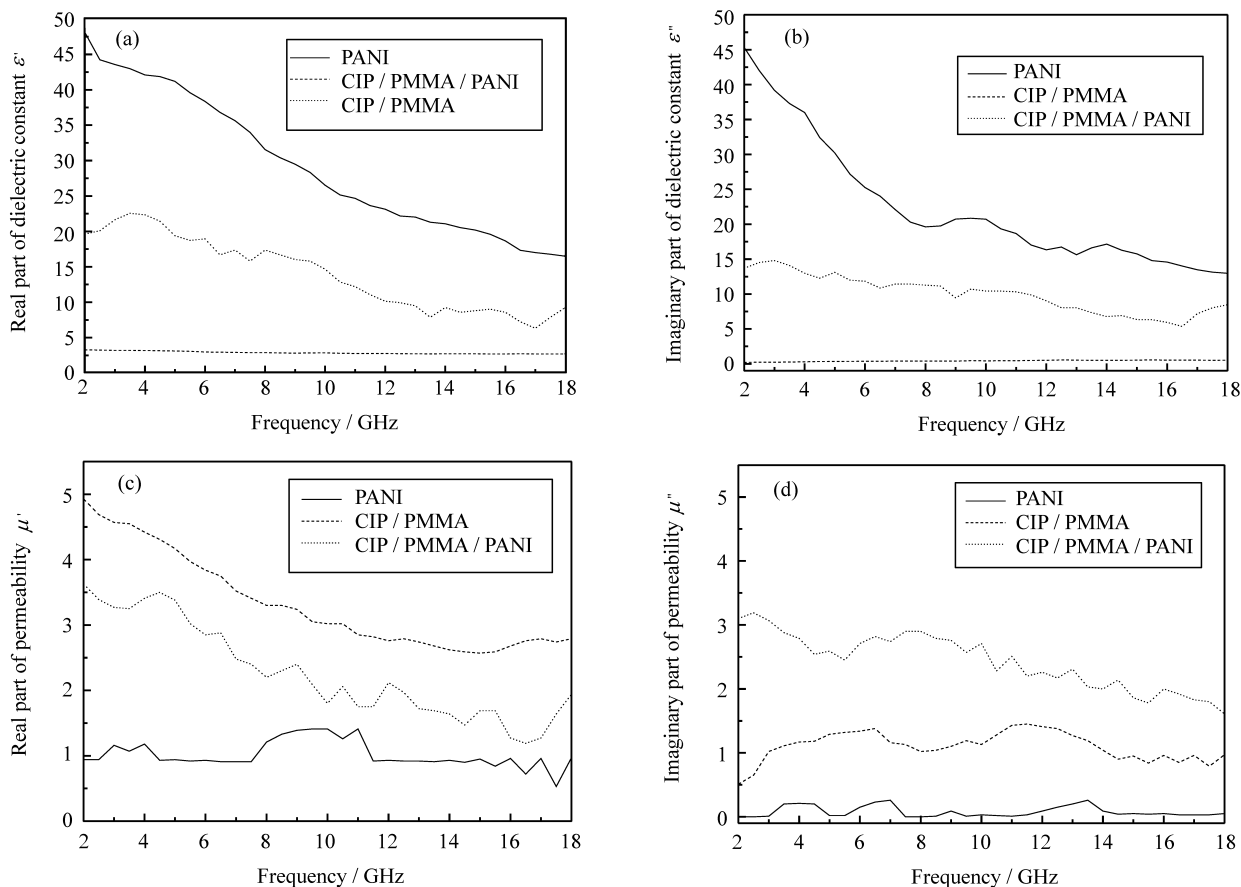 (a)
PANI
CIP / PMMA / PANI
CIP / PMMA
Real part of dielectric constant ε'
50
45
40
35
30
25
20
15
10
5
0
2 4 6 8 10 12 14 16 18
Frequency / GHz
(b)
PANI
CIP / PMMA
CIP / PMMA / PANI
Imaginary part of dielectric constant ε"
50
45
40
35
30
25
20
15
10
5
0
2 4 6 8 10 12 14 16 18
Frequency / GHz
(c)
PANI
CIP / PMMA
CIP / PMMA / PANI
Real part of permeability μ'
5
4
3
2
1
0
2 4 6 8 10 12 14 16 18
Frequency / GHz
(d)
PANI
CIP / PMMA
CIP / PMMA / PANI
Imaginary part of permeability μ"
5
4
3
2
1
0
2 4 6 8 10 12 14 16 18
Frequency / GHz